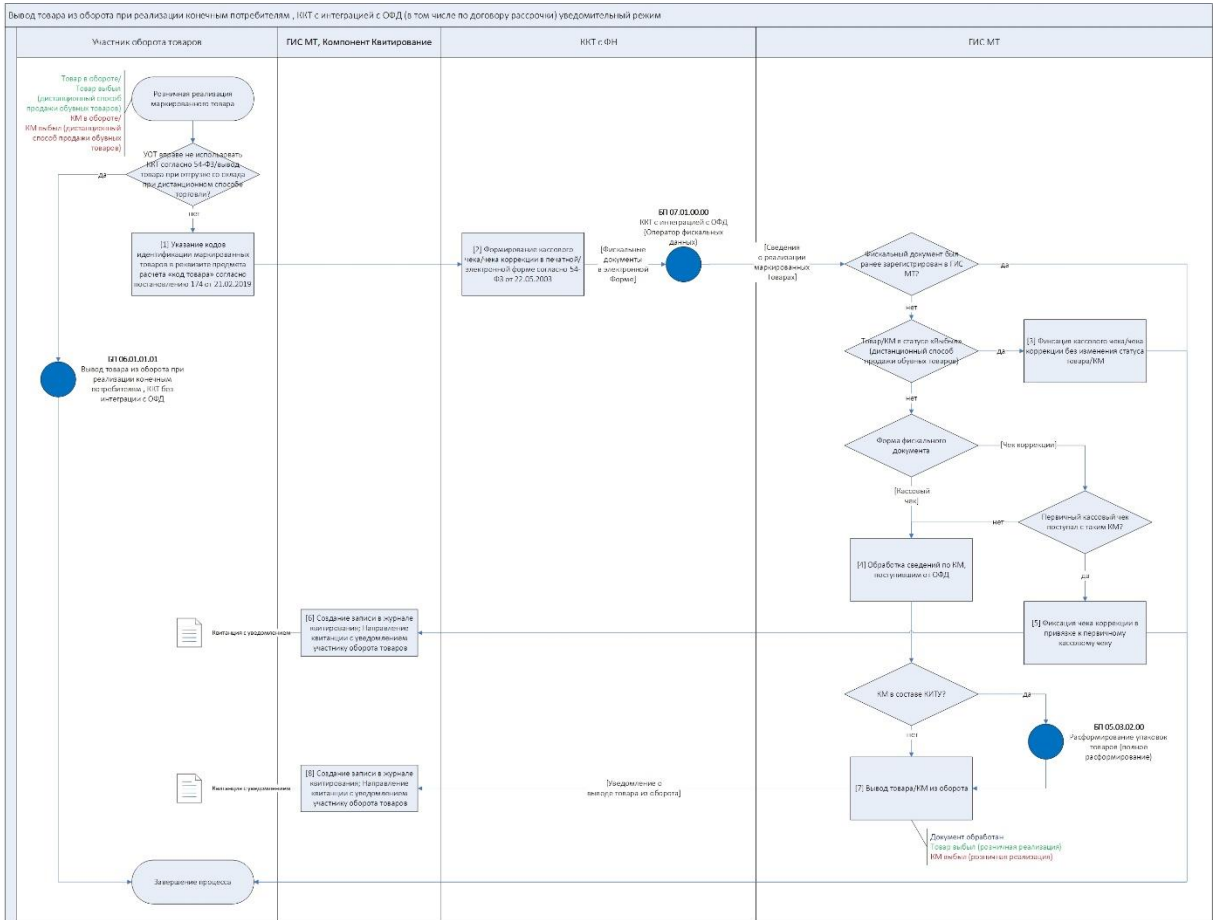 Вывод товара из оборота при реализации конечным потребителям , ККТ с интеграцией с ОФД (в том числе по договору рассрочки) уведомительный режим
Участник оборота товаров
ГИС МТ, Компонент Квитирование
ККТ с ФН
ГИС МТ
Товар в обороте/
Товар выбыл
(дистанционный способ
продажи обувных товаров)
КМ в обороте/
КМ выбыл (дистанционный
способ продажи обувных
товаров)
Розничная реализация
маркированного товара
УОТ вправе не использовать
ККТ согласно 54-ФЗ/вывод
товара при отгрузке со склада
при дистанционном способе
торговли?
да
нет
[1] Указание кодов
идентификации маркированных
товаров в реквизите предмета
расчета «код товара» согласно
постановлению 174 от 21.02.2019
[2] Формирование кассового
чека/чека коррекции в печатной/
электронной форме согласно 54-
ФЗ от 22.05.2003
[Фискальные
документы
в электронной
Форме]
БП 07.01.00.00
ККТ с интеграцией с ОФД
[Оператор фискальных
данных)
[Сведения
о реализации
маркированных
Товарах]
Фискальный документ был
ранее зарегистрирован в ГИС
МТ?
да
нет
Товар/КМ в статусе «Выбыл»
(дистанционный способ
продажи обувных товаров)
да
[3] Фиксация кассового чека/чека
коррекции без изменения статуса
товара/КМ
нет
БП 06.01.01.01
Вывод товара из оборота при
реализации конечным
потребителям , ККТ без
интеграции с ОФД
Форма фискального
документа
[Чек коррекции]
[Кассовый
чек]
Первичный кассовый чек
поступал с таким КМ?
нет
да
[4] Обработка сведений по КМ,
поступившим от ОФД
[5] Фиксация чека коррекции в
привязке к первичному
кассовому чеку
[6] Создание записи в журнале
квитирования; Направление
квитанции с уведомлением
участнику оборота товаров
Квитанция с уведомлением
КМ в составе КИТУ?
да
нет
БП 05.03.02.00
Расформирование упаковок
товаров (полное
расформирование)
[7] Вывод товара/КМ из оборота
[Уведомление о
выводе товара из оборота]
[8] Создание записи в журнале
квитирования; Направление
квитанции с уведомлением
участнику оборота товаров
Квитанция с уведомлением
Документ обработан
Товар выбыл (розничная реализация)
КМ выбыл (розничная реализация)
Завершение процесса